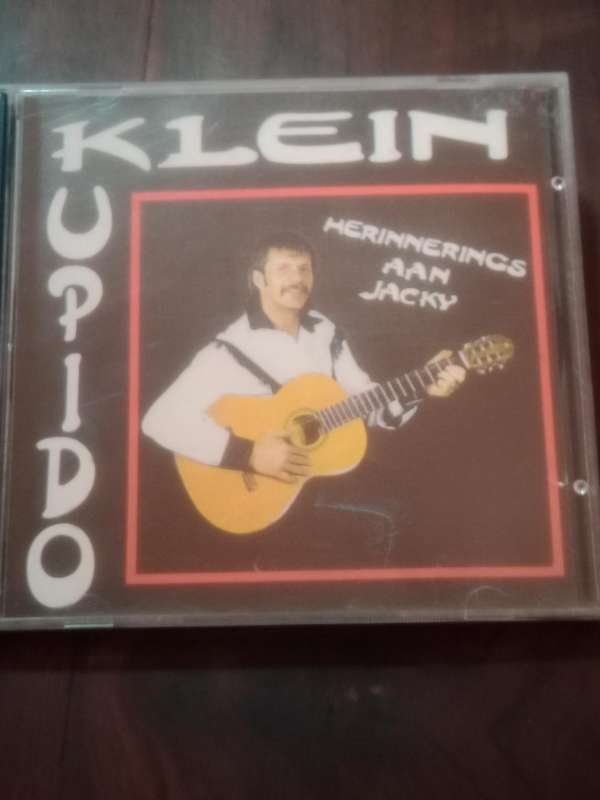 KLEIN
KUPIDO
HERINNERINGS
AAN
JACKY